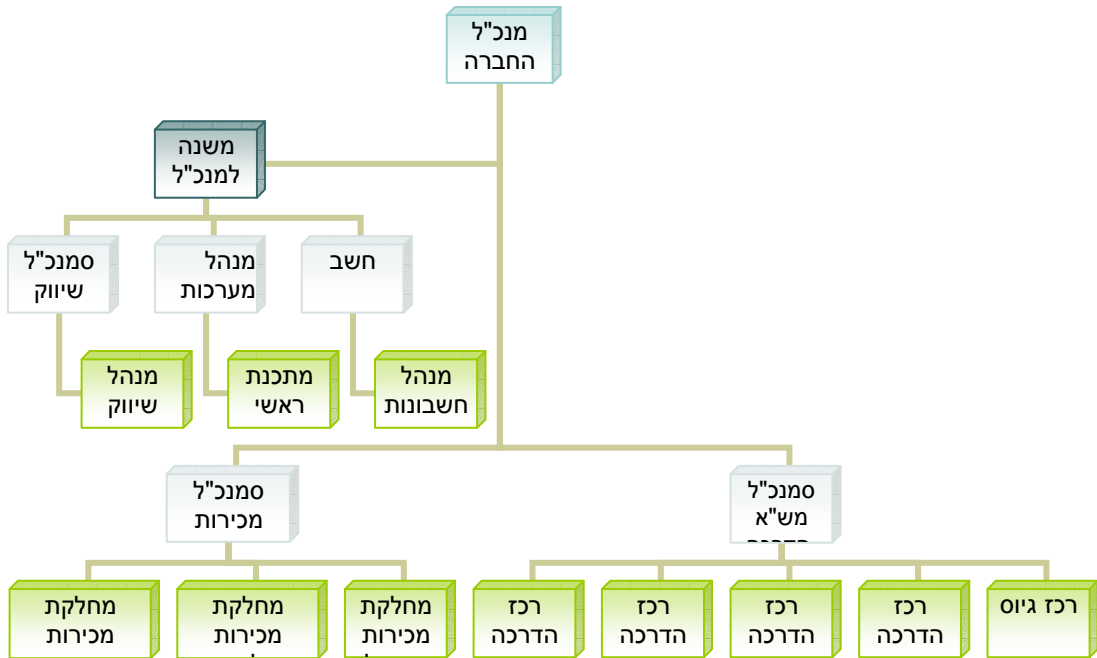 מנכ"ל
החברה
משנה
למנכ"ל
סמנכ"ל
שיווק
מנהל
מערכות
חשב
מנהל
שיווק
מתכנת
ראשי
מנהל
חשבונות
סמנכ"ל
מכירות
סמנכ"ל
מש"א
מחלקת
מכירות
מחלקת
מכירות
מחלקת
מכירות
רכז
הדרכה
רכז
הדרכה
רכז
הדרכה
רכז
הדרכה
רכז גיוס